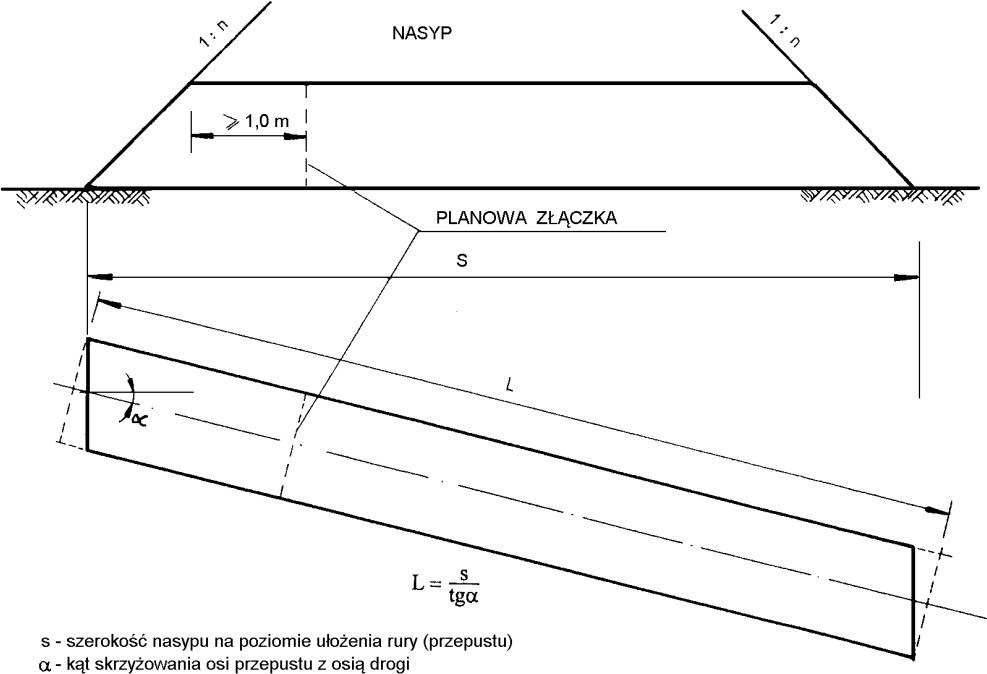 1 : n
NASYP
1 : n
⩾ 1,0 m
PLANOWA ZŁĄCZKA
S
L
α
L = s/tgα
s - szerokość nasypu na poziomie ułożenia rury (przepustu)
α - kąt skrzyżowania osi przepustu z osią drogi